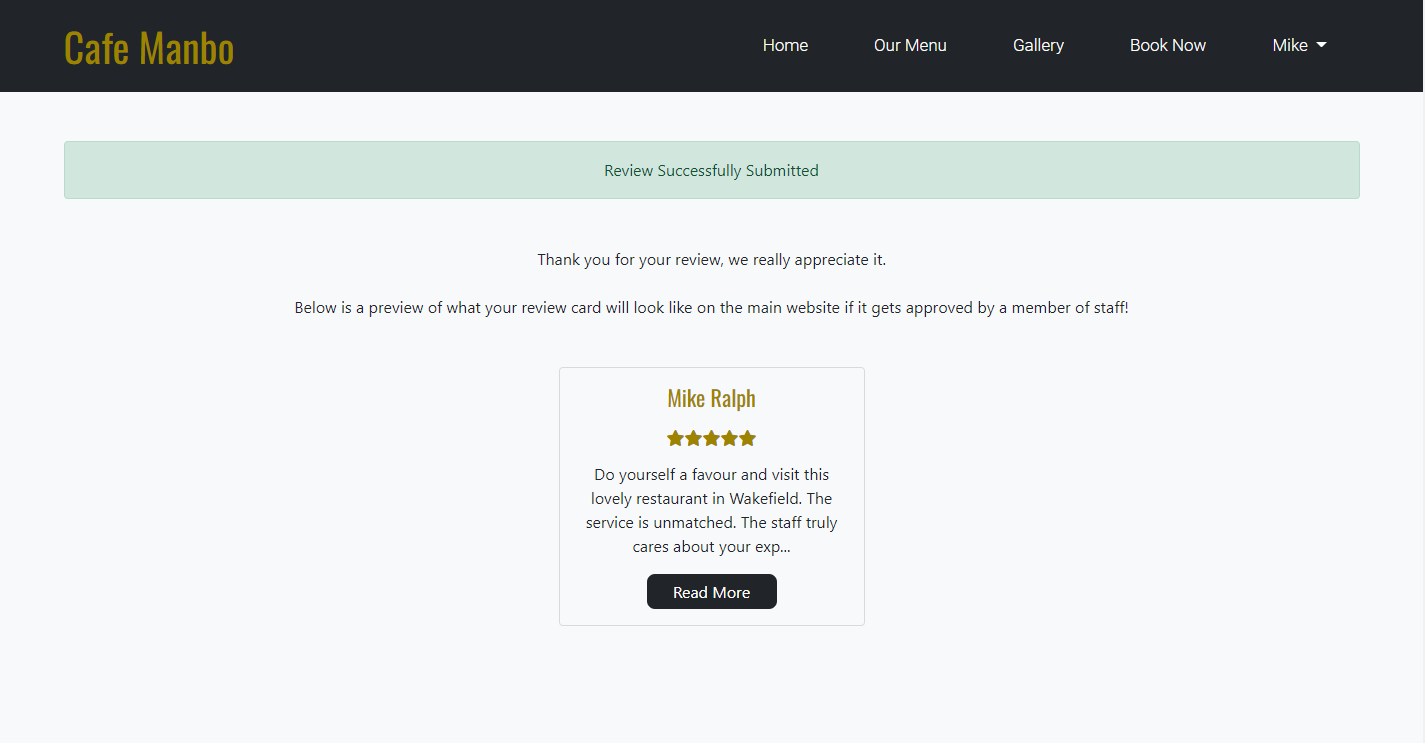 Cafe Manbo
Home Our Menu Gallery Book Now Mike
Review Successfully Submitted
Thank you for your review, we really appreciate it.
Below is a preview of what your review card will look like on the main website if it gets approved by a member of staff!
Mike Ralph
Do yourself a favour and visit this
lovely restaurant in Wakefield. The
service is unmatched. The staff truly
cares about your exp...
Read More